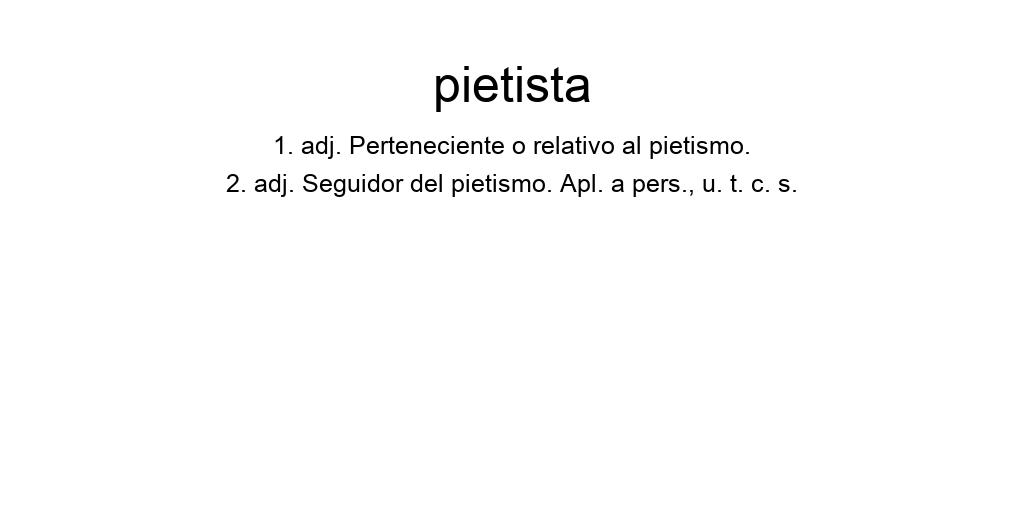 pietista
1. adj. Perteneciente o relativo al pietismo.
2. adj. Seguidor del pietismo. Apl. a pers., u. t. c. s.